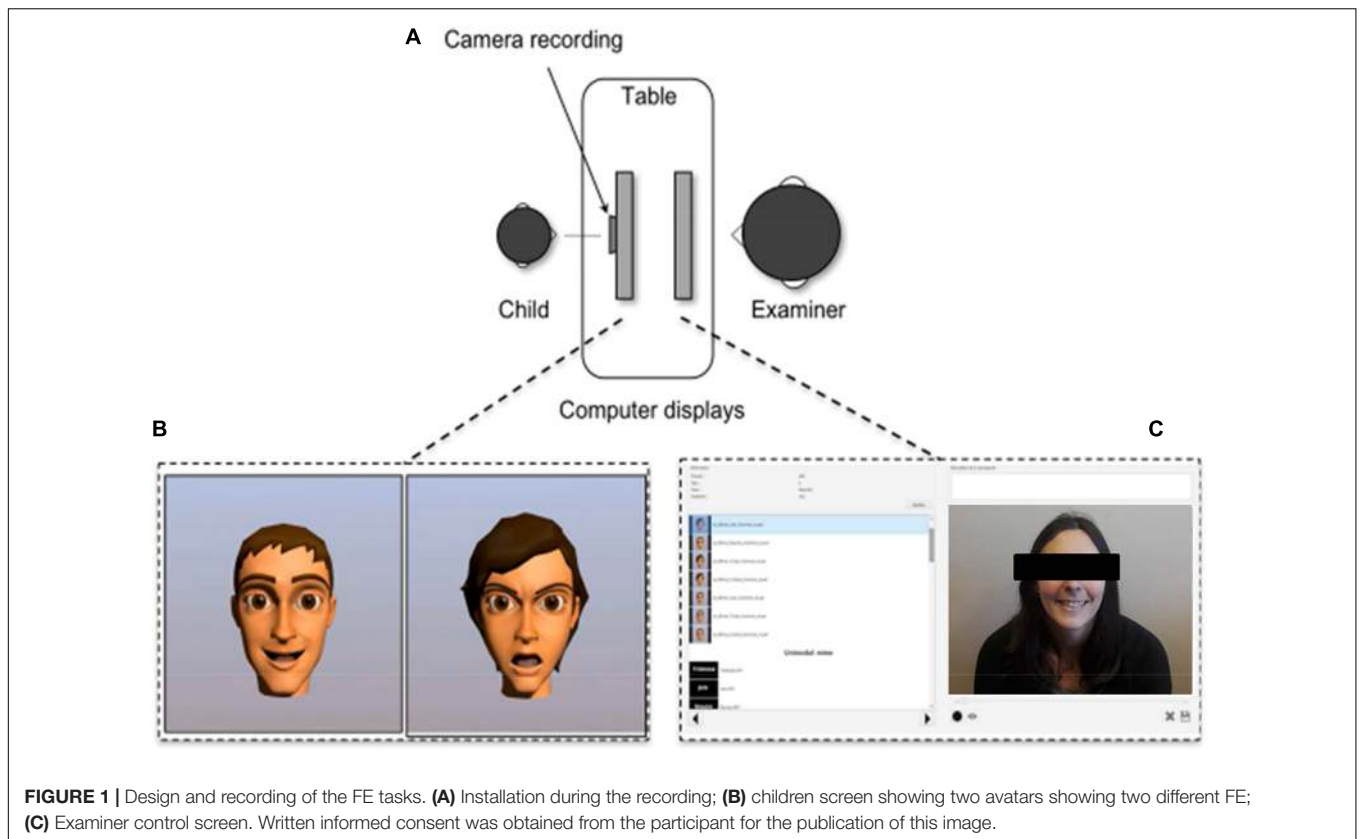 A
Camera recording
Table
Child
Examiner
Computer displays
B
C
Unimodal mime
FIGURE 1 | Design and recording of the FE tasks. (A) Installation during the recording; (B) children screen showing two avatars showing two different FE;
(C) Examiner control screen. Written informed consent was obtained from the participant for the publication of this image.